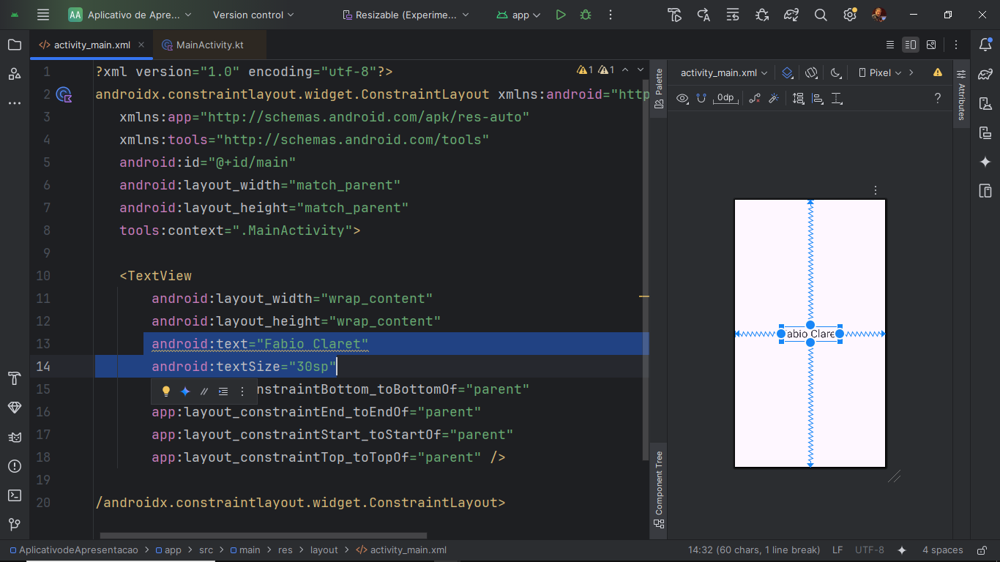 AA Aplicativo de Apre... Version control Resizable (Experime... app
activity_main.xml MainActivity.kt
1 ?xml version="1.0" encoding="utf-8"?>
1 1
2 androidx.constraintlayout.widget.ConstraintLayout xmlns:android="http
3 xmlns:app="http://schemas.android.com/apk/res-auto"
4 xmlns:tools="http://schemas.android.com/tools"
5 android:id="@+id/main"
6 android:layout_width="match_parent"
7 android:layout_height="match_parent"
8 tools:context=".MainActivity">
9
10 <TextView
11 android:layout_width="wrap_content"
12 android:layout_height="wrap_content"
13 android:text="Fabio Claret"
14 android:textSize="30sp"
15 nstraintBottom_toBottomOf="parent"
16 app:layout_constraintEnd_toEndOf="parent"
17 app:layout_constraintStart_toStartOf="parent"
18 app:layout_constraintTop_toTopOf="parent" />
19
20 /androidx.constraintlayout.widget.ConstraintLayout>
Palette
Component Tree
activity_main.xml Pixel
0dp ?
abio Clare
Attributes
AplicativodeApresentacao > app > src > main > res > layout > activity_main.xml
14:32 (60 chars, 1 line break) LF UTF-8 4 spaces